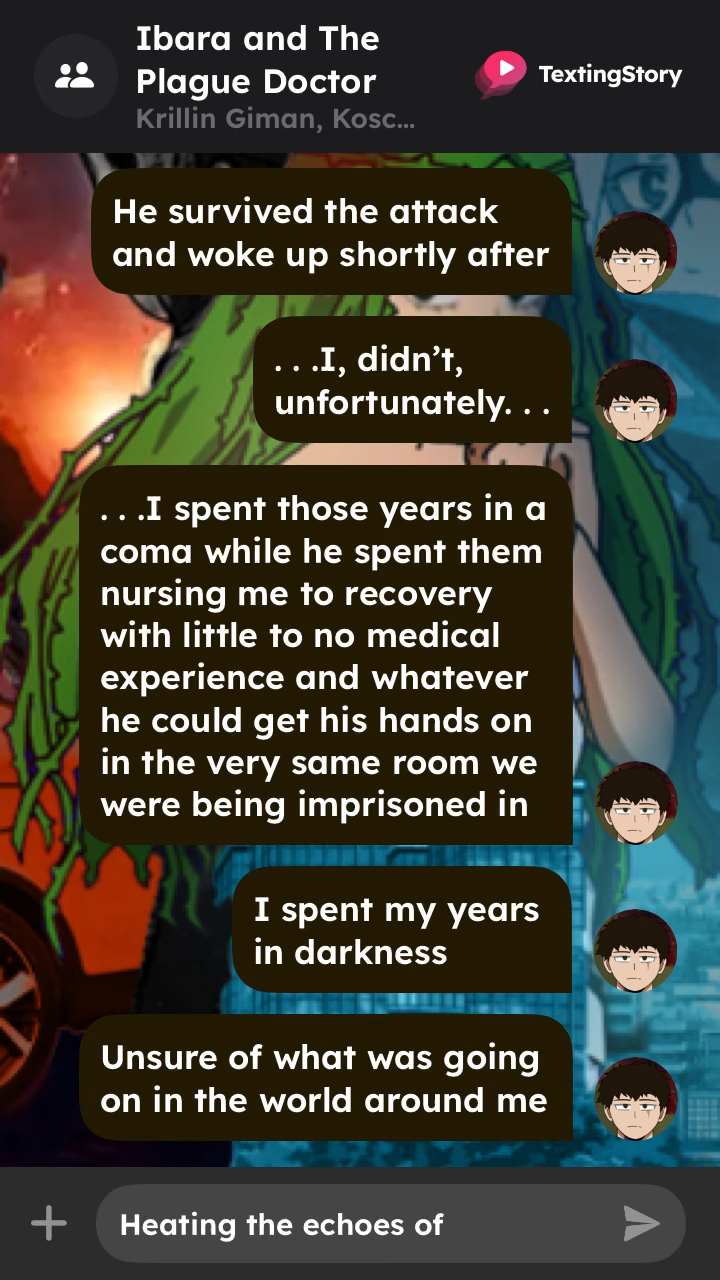 Ibara and The
Plague Doctor
Krillin Giman, Kosc...
TextingStory
He survived the attack
and woke up shortly after
. . .I, didn’t,
unfortunately. . .
. . .I spent those years in a
coma while he spent them
nursing me to recovery
with little to no medical
experience and whatever
he could get his hands on
in the very same room we
were being imprisoned in
I spent my years
in darkness
Unsure of what was going
on in the world around me
Heating the echoes of